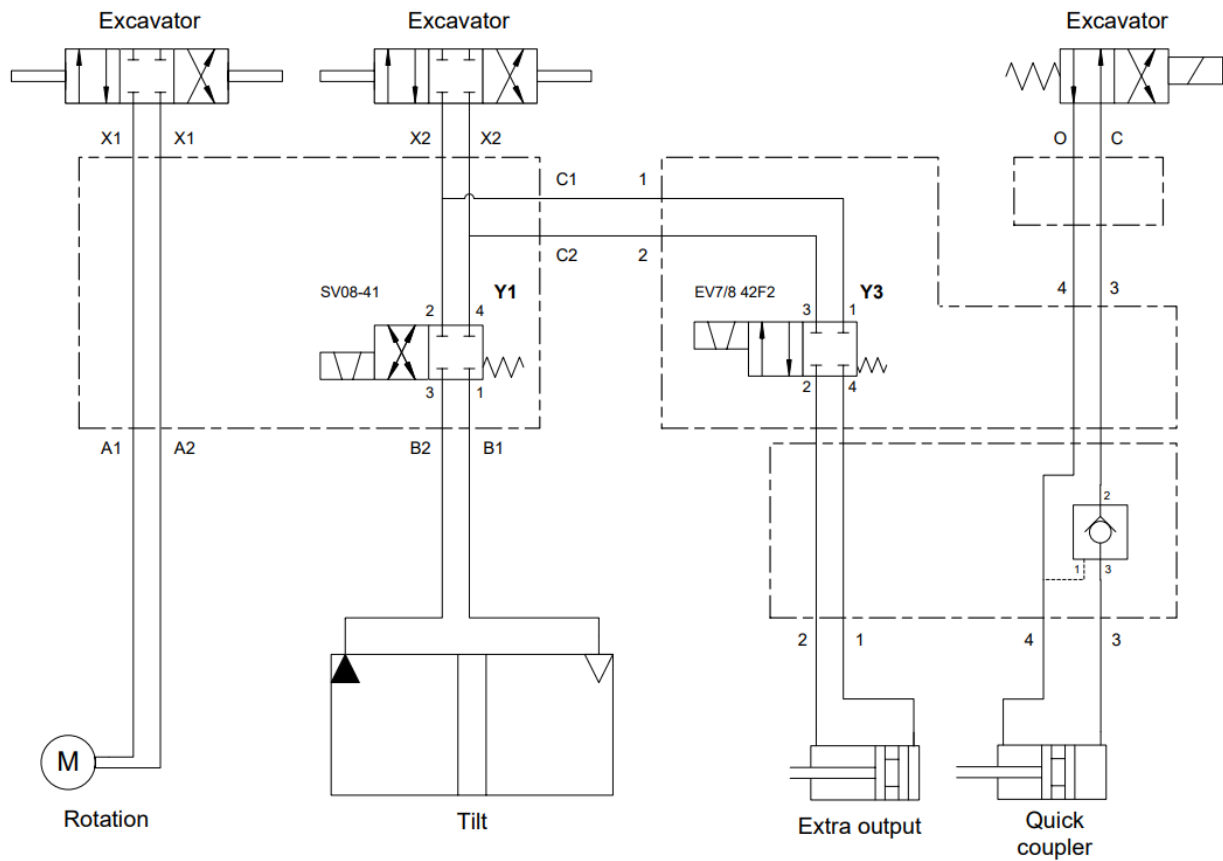 Excavator
Excavator
Excavator
X1
X1
X2
X2
O
C
C1
1
C2
2
SV08-41
Y1
EV7/8 42F2
Y3
4
3
2
4
3
1
3
1
2
4
A1
A2
B2
B1
2
1
3
2
1
4
3
M
Rotation
Tilt
Extra output
Quick
coupler